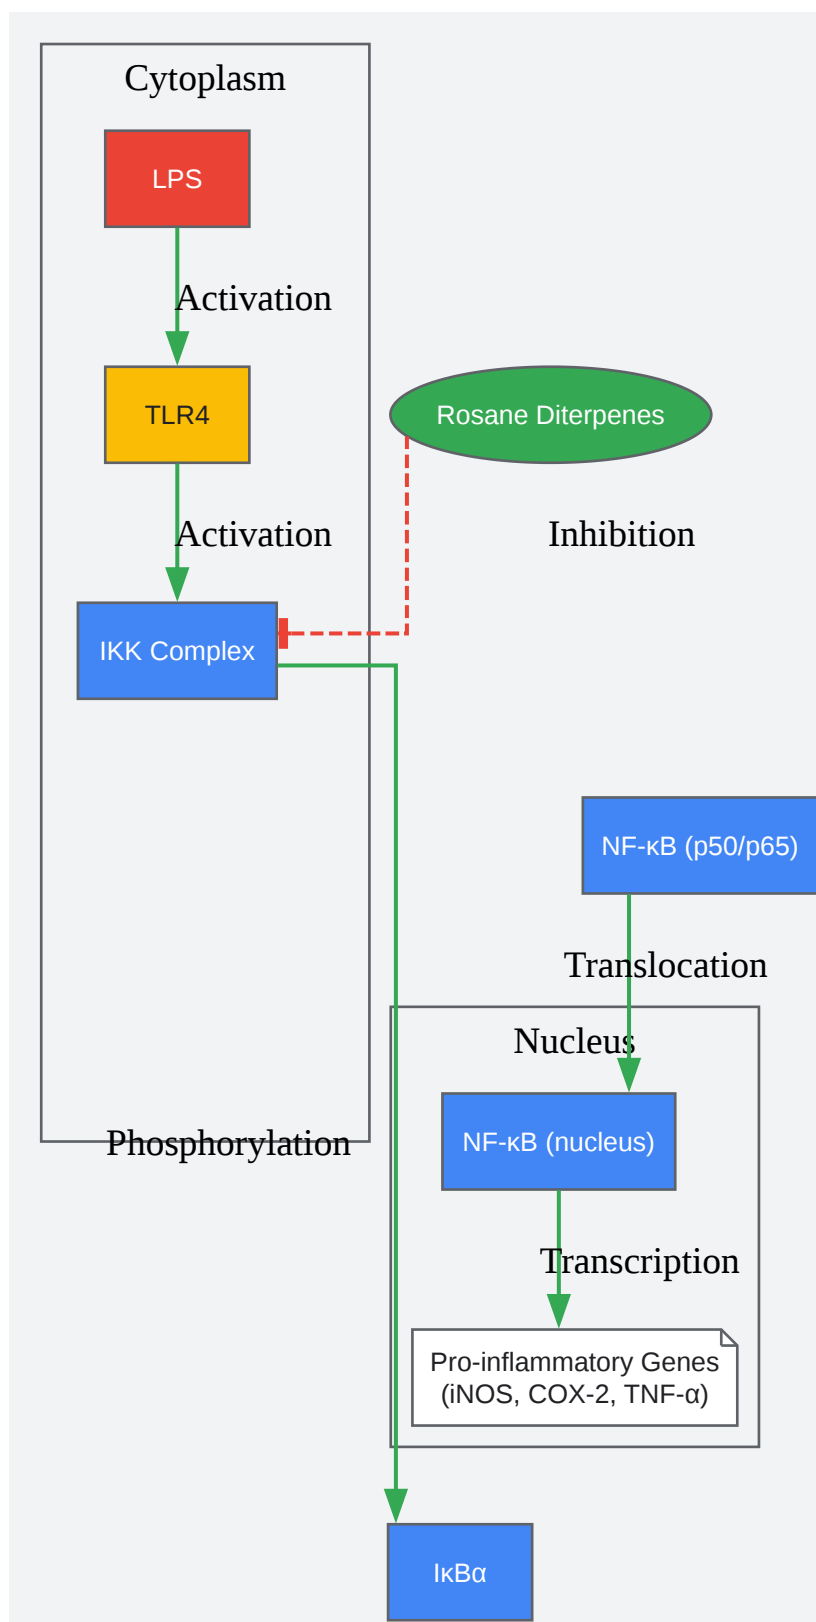 Cytoplasm
LPS
Activation
TLR4
Rosane Diterpenes
Activation
Inhibition
IKK Complex
NF-κB (p50/p65)
Translocation
Nucleus
Phosphorylation
NF-κB (nucleus)
Transcription
Pro-inflammatory Genes
(iNOS, COX-2, TNF-α)
IκBα